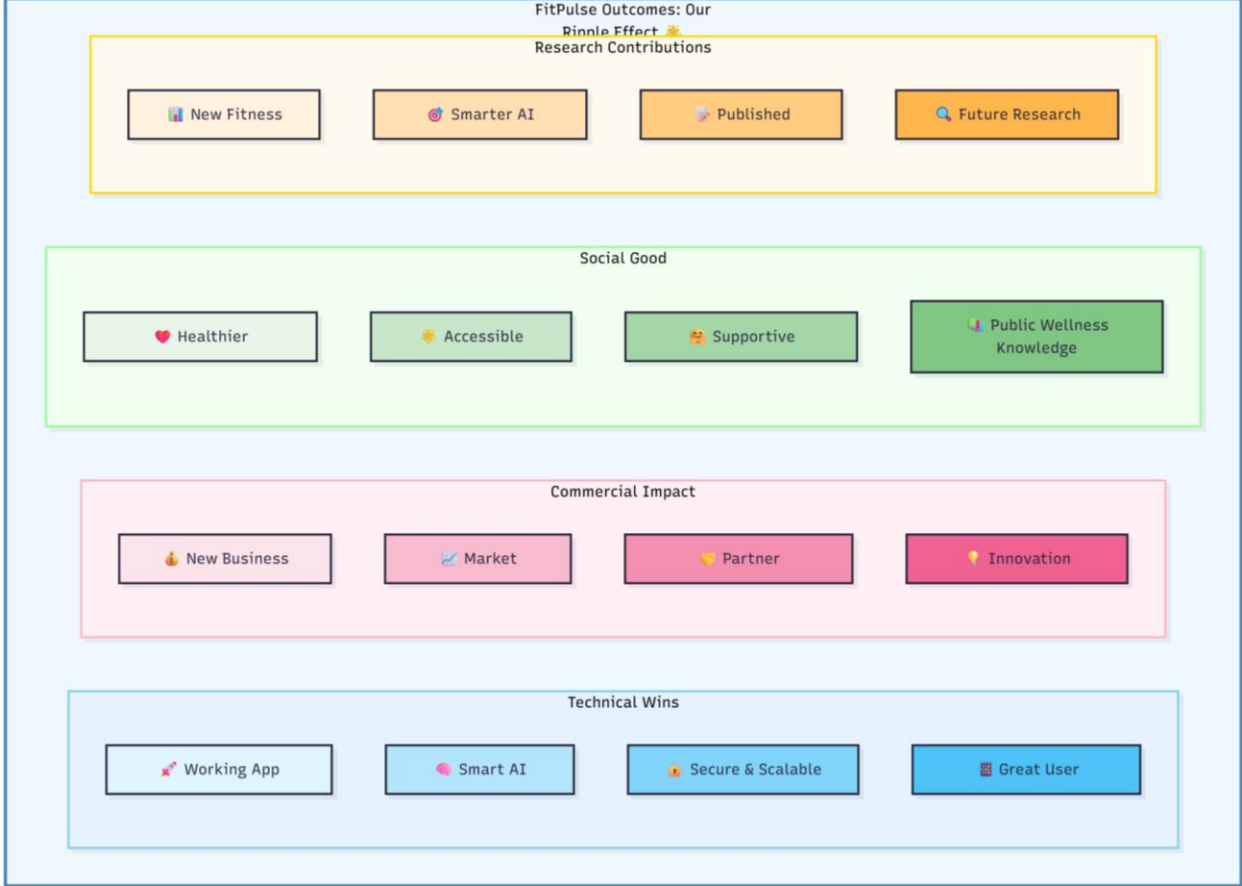 FitPulse Outcomes: Our
Ripple Effect 🌟
Research Contributions
📊 New Fitness
🎯 Smarter AI
📝 Published
🔍 Future Research
Social Good
❤️ Healthier
🌟 Accessible
🤗 Supportive
📊 Public Wellness
Knowledge
Commercial Impact
💰 New Business
📈 Market
🤝 Partner
💡 Innovation
Technical Wins
🚀 Working App
🧠 Smart AI
🔒 Secure & Scalable
📱 Great User